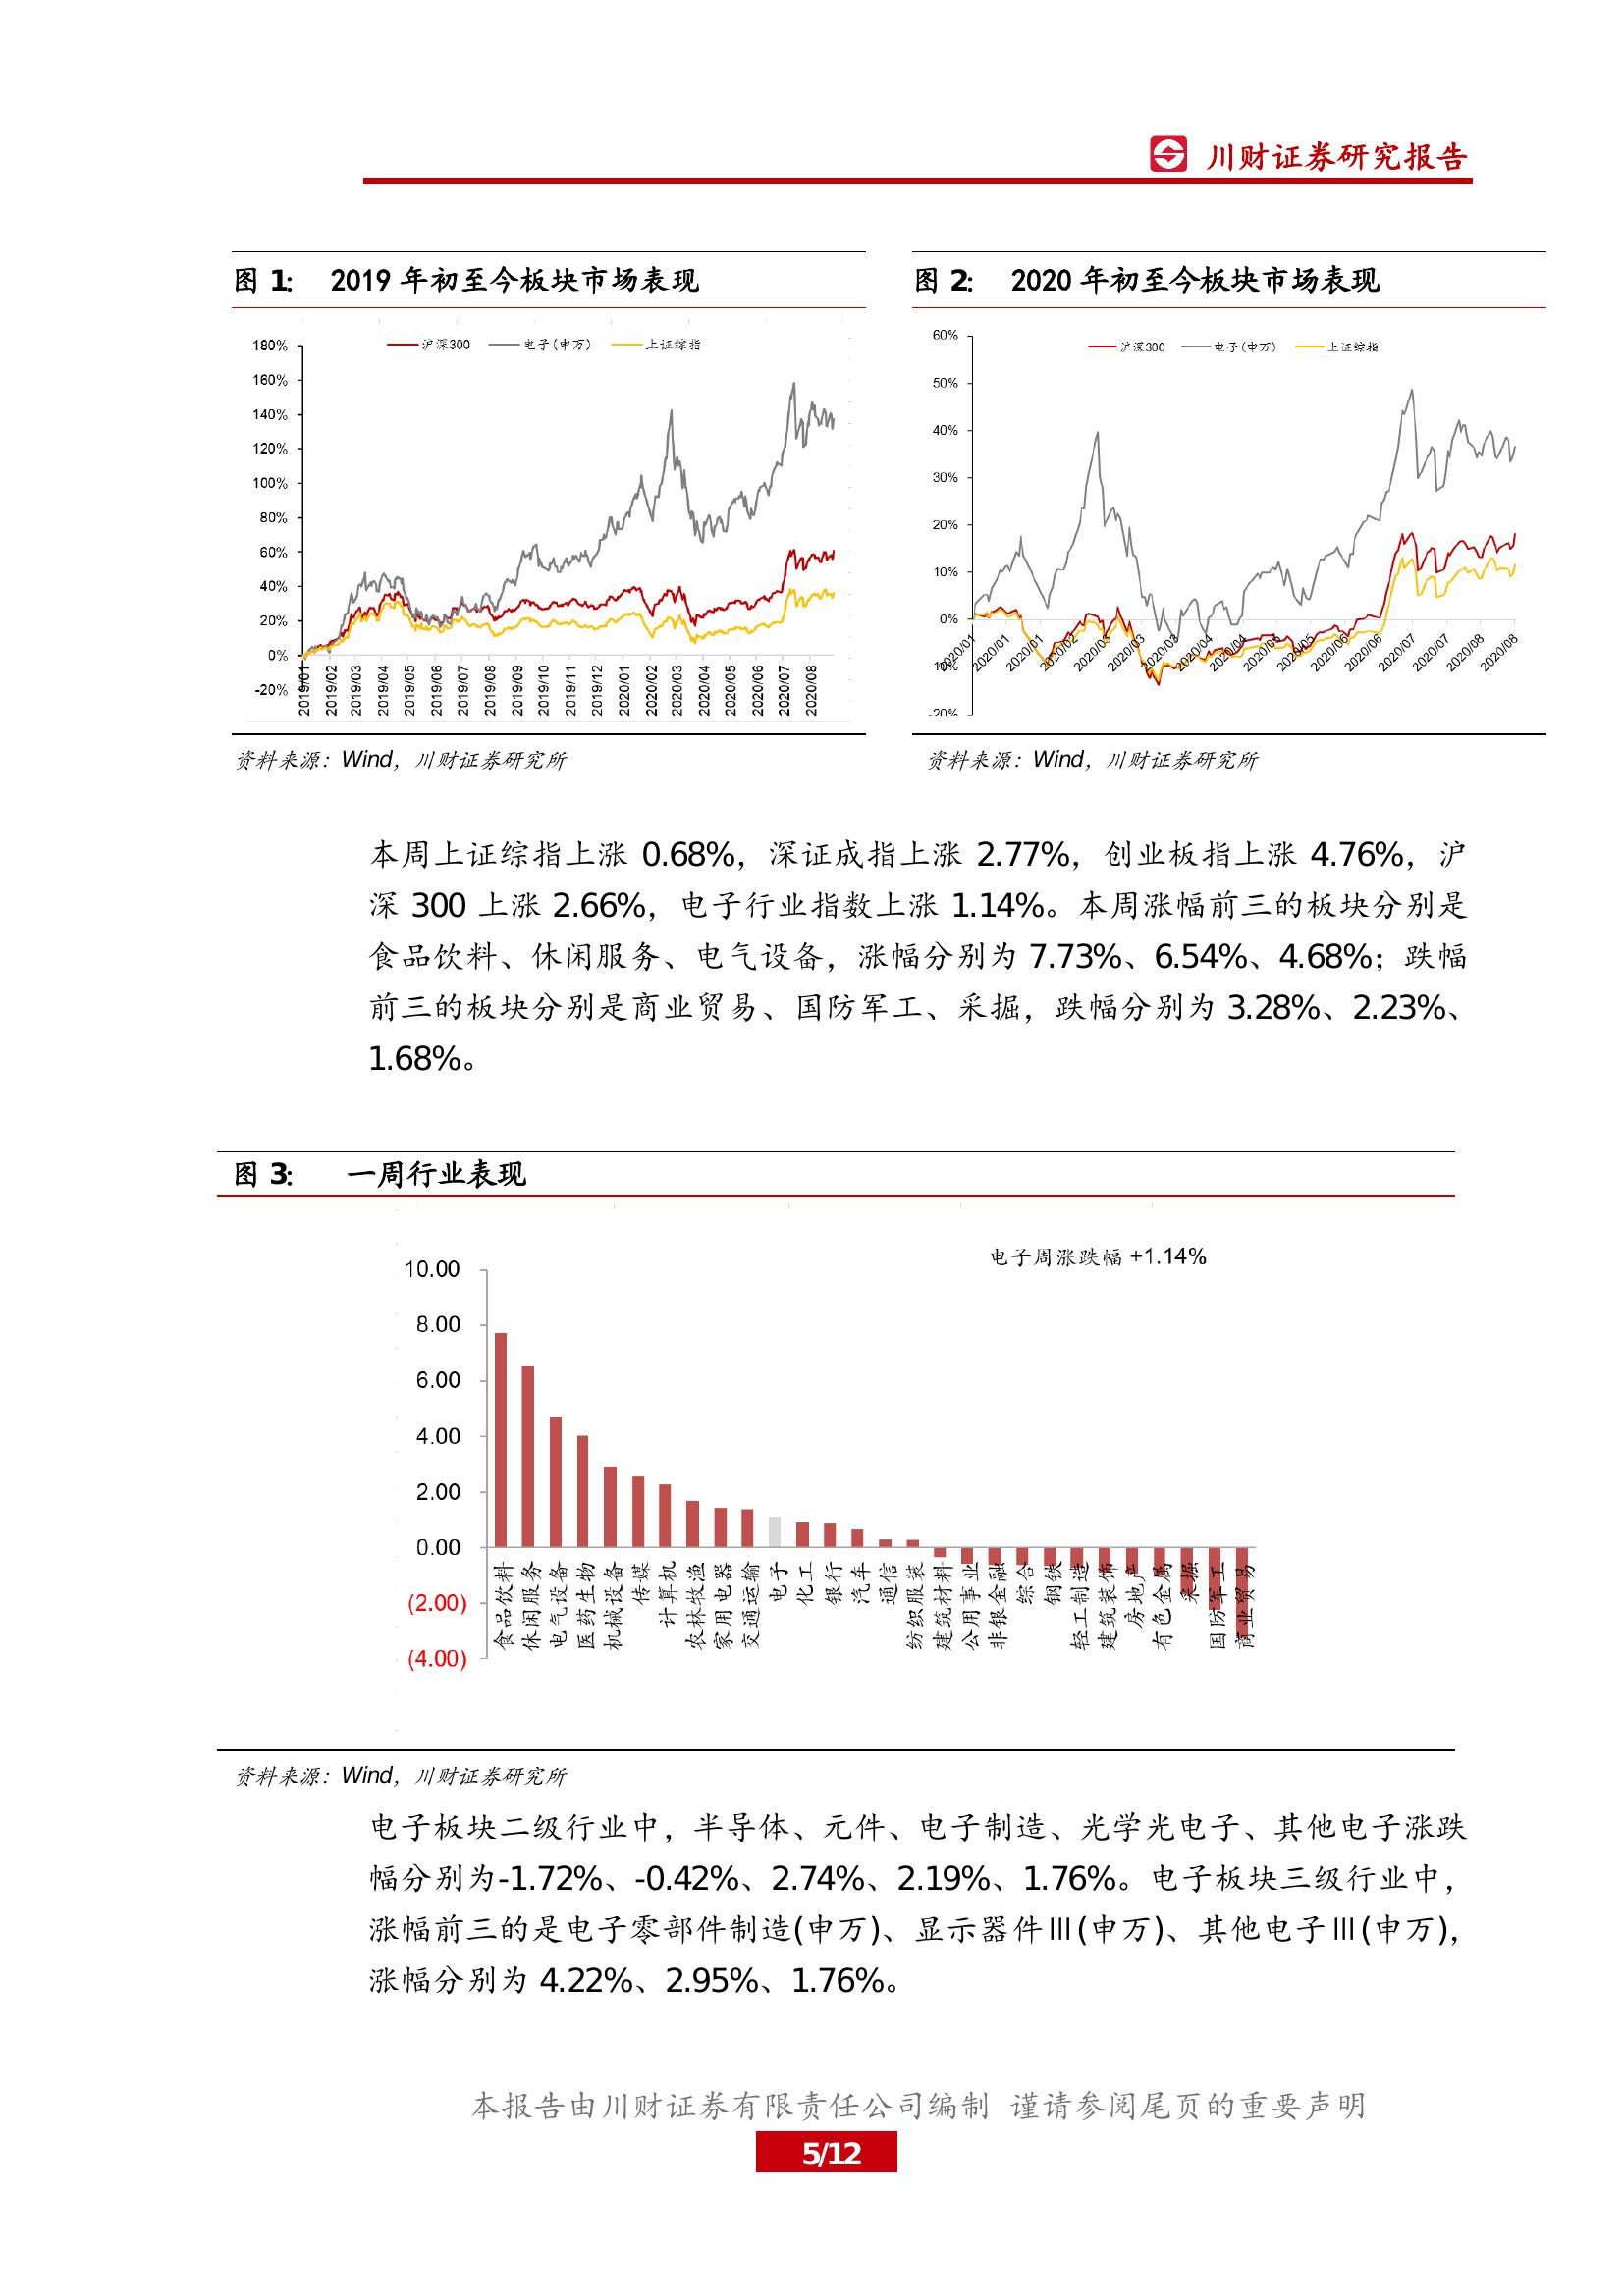 川财证券研究报告
图 1: 2019 年初至今板块市场表现
180%
160%
140%
120%
100%
80%
60%
40%
20%
0%
-20%
沪深300 电子(申万) 上证综指
2019/01
2019/02
2019/03
2019/04
2019/05
2019/06
2019/07
2019/08
2019/09
2019/10
2019/11
2019/12
2020/01
2020/02
2020/03
2020/04
2020/05
2020/06
2020/07
2020/08
资料来源：Wind，川财证券研究所
图 2: 2020 年初至今板块市场表现
60%
50%
40%
30%
20%
10%
0%
-10%
-20%
沪深300 电子(申万) 上证综指
2020/01
2020/01
2020/01
2020/02
2020/03
2020/03
2020/03
2020/04
2020/04
2020/05
2020/05
2020/06
2020/06
2020/07
2020/07
2020/08
2020/08
资料来源：Wind，川财证券研究所
本周上证综指上涨 0.68%，深证成指上涨 2.77%，创业板指上涨 4.76%，沪
深 300 上涨 2.66%，电子行业指数上涨 1.14%。本周涨幅前三的板块分别是
食品饮料、休闲服务、电气设备，涨幅分别为 7.73%、6.54%、4.68%；跌幅
前三的板块分别是商业贸易、国防军工、采掘，跌幅分别为 3.28%、2.23%、
1.68%。
图 3: 一周行业表现
电子周涨跌幅 +1.14%
10.00
8.00
6.00
4.00
2.00
0.00
(2.00)
(4.00)
食品饮料
休闲服务
电气设备
医药生物
机械设备
传媒
计算机
农林牧渔
家用电器
交通运输
电子
化工
银行
汽车
通信
纺织服装
建筑材料
公用事业
非银金融
综合
钢铁
轻工制造
建筑装饰
房地产
有色金属
采掘
国防军工
商业贸易
资料来源：Wind，川财证券研究所
电子板块二级行业中，半导体、元件、电子制造、光学光电子、其他电子涨跌
幅分别为-1.72%、-0.42%、2.74%、2.19%、1.76%。电子板块三级行业中，
涨幅前三的是电子零部件制造(申万)、显示器件Ⅲ(申万)、其他电子Ⅲ(申万)，
涨幅分别为 4.22%、2.95%、1.76%。
本报告由川财证券有限责任公司编制 谨请参阅尾页的重要声明
5/12